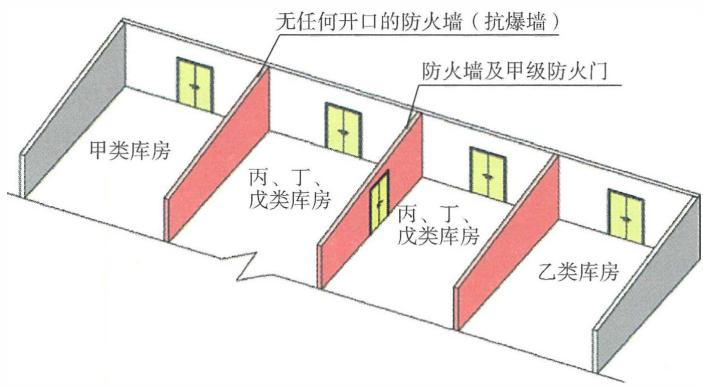 无任何开口的防火墙（抗爆墙）
防火墙及甲级防火门
甲类库房
丙、丁、
戊类库房
丙、丁、
戊类库房
乙类库房